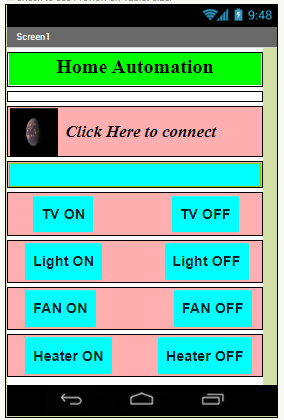 9:48
Screen1
Home Automation
Click Here to connect
TV ON TV OFF
Light ON Light OFF
FAN ON FAN OFF
Heater ON Heater OFF